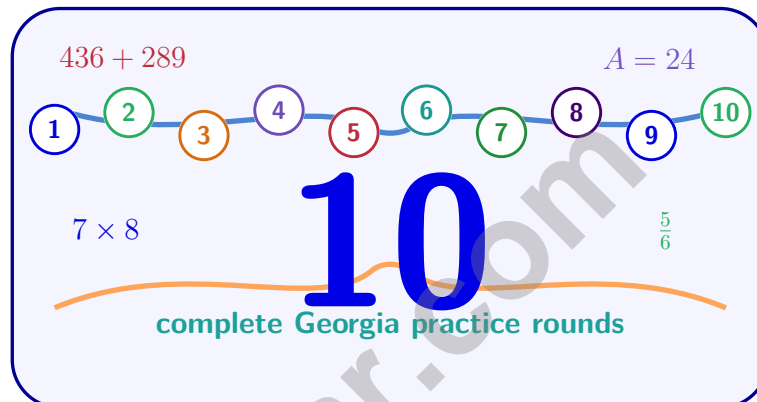 436 + 289
A = 24
1 2 3 4 5 6 7 8 9 10
10
7 × 8
5/6
complete Georgia practice rounds
r.com